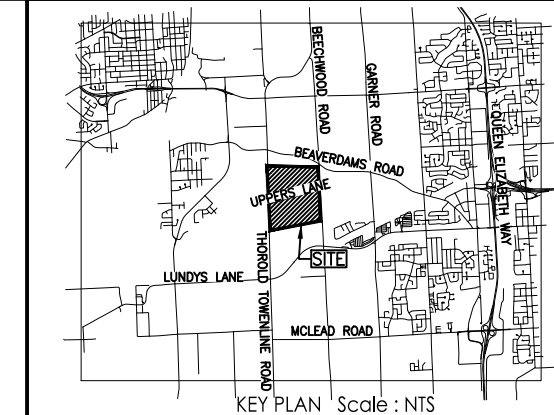 BEECHWOOD ROAD
GARNER ROAD
QUEEN ELIZABETH WAY
BEAVERDAMS ROAD
UPPERS LANE
SITE
THOROLD TOWENLINE ROAD
LUNDYS LANE
MCLEAD ROAD
KEY PLAN Scale : NTS